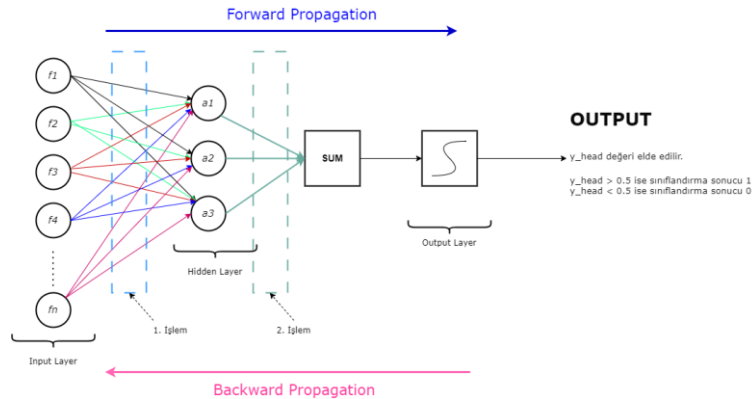 Forward Propagation
f1
f2
f3
f4
fn
a1
a2
a3
SUM
OUTPUT
y_head değeri elde edilir.
y_head > 0.5 ise sınıflandırma sonucu 1
y_head < 0.5 ise sınıflandırma sonucu 0
Output Layer
Hidden Layer
1. İşlem
2. İşlem
Input Layer
Backward Propagation